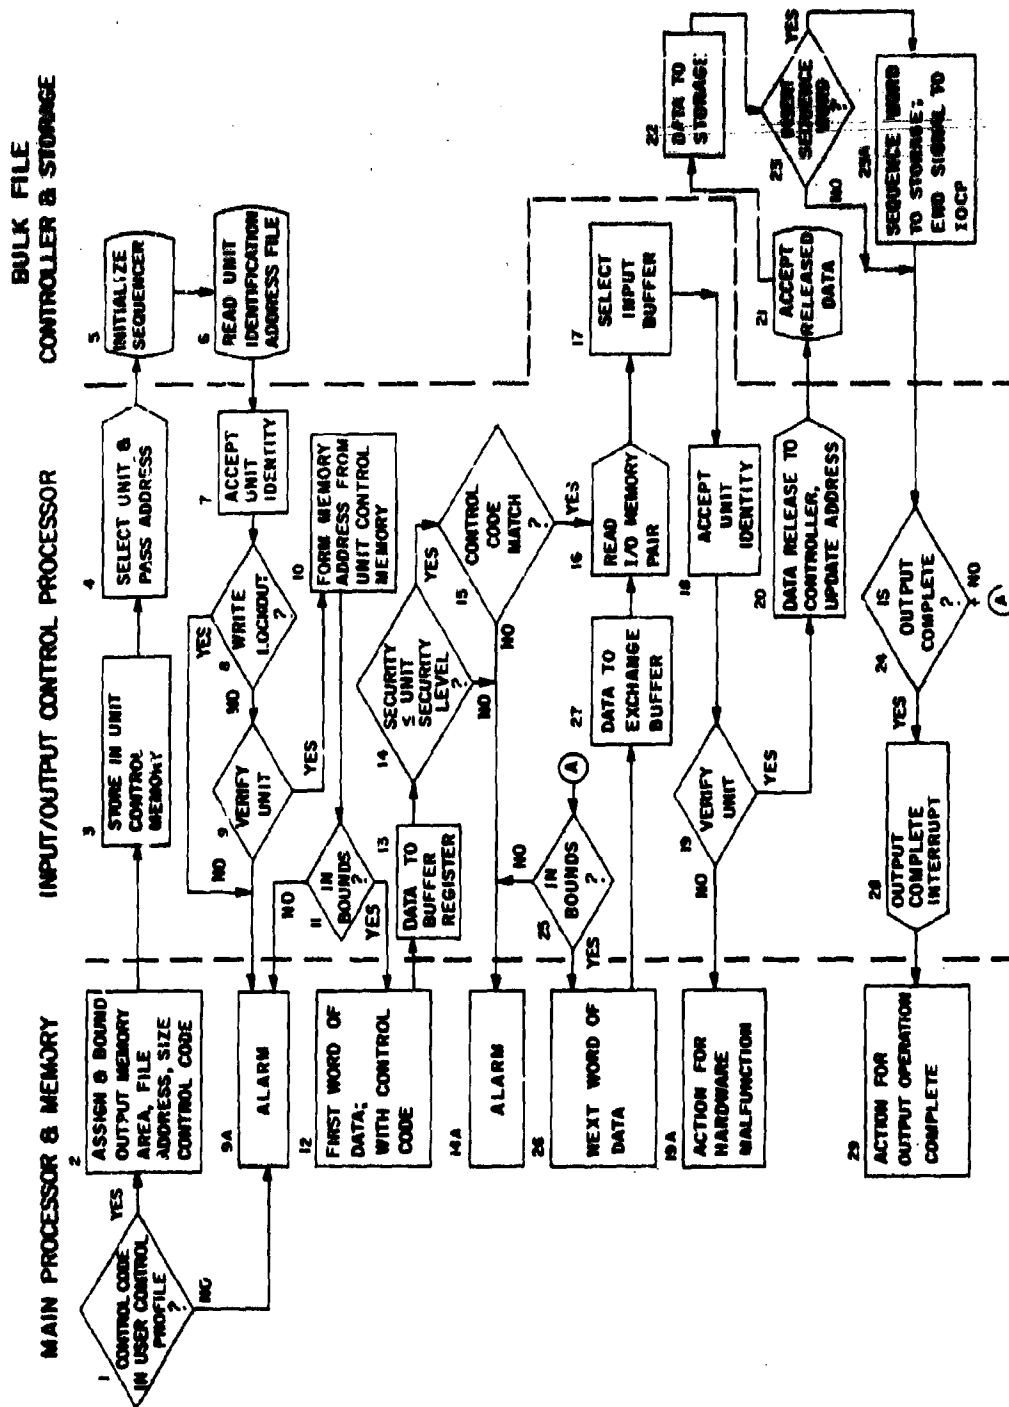 MAIN PROCESSOR & MEMORY
INPUT/OUTPUT CONTROL PROCESSOR
BULK FILE
CONTROLLER & STORAGE
1
CONTROL CODE
IN USER CONTROL
PROFILE
?
YES
NO
2
ASSIGN & BOUND
OUTPUT MEMORY
AREA, FILE
ADDRESS, SIZE
CONTROL CODE
3
STORE IN UNIT
CONTROL
MEMORY
4
SELECT UNIT &
PASS ADDRESS
5
INITIALIZE
SEQUENCER
6
READ UNIT
IDENTIFICATION
ADDRESS FILE
7
ACCEPT
UNIT
IDENTITY
8
WRITE
LOCKOUT
?
YES
NO
9
VERIFY
UNIT
NO
YES
9A
ALARM
10
FORM MEMORY
ADDRESS FROM
UNIT CONTROL
MEMORY
11
IN
BOUNDS
?
NO
YES
12
FIRST WORD OF
DATA;
WITH CONTROL
CODE
13
DATA TO
BUFFER
REGISTER
14
SECURITY
≤ UNIT
SECURITY
LEVEL
?
YES
NO
14A
ALARM
15
CONTROL
CODE
MATCH
?
NO
YES
16
READ
I/O MEMORY
PAIR
17
SELECT
INPUT
BUFFER
18
ACCEPT
UNIT
IDENTITY
19
VERIFY
UNIT
NO
YES
19A
ACTION FOR
HARDWARE
MALFUNCTION
20
DATA RELEASE TO
CONTROLLER,
UPDATE ADDRESS
21
ACCEPT
RELEASED
DATA
22
DATA TO
STORAGE
23
SEQUENCE
?
YES
NO
23A
SEQUENCE WORD
TO STORAGE;
END SIGNAL TO
IOCP
24
IS
OUTPUT
COMPLETE
?
YES
NO
A
A
25
IN
BOUNDS
?
NO
YES
26
NEXT WORD OF
DATA
27
DATA TO
EXCHANGE
BUFFER
28
OUTPUT
COMPLETE
INTERRUPT
29
ACTION FOR
OUTPUT OPERATION
COMPLETE